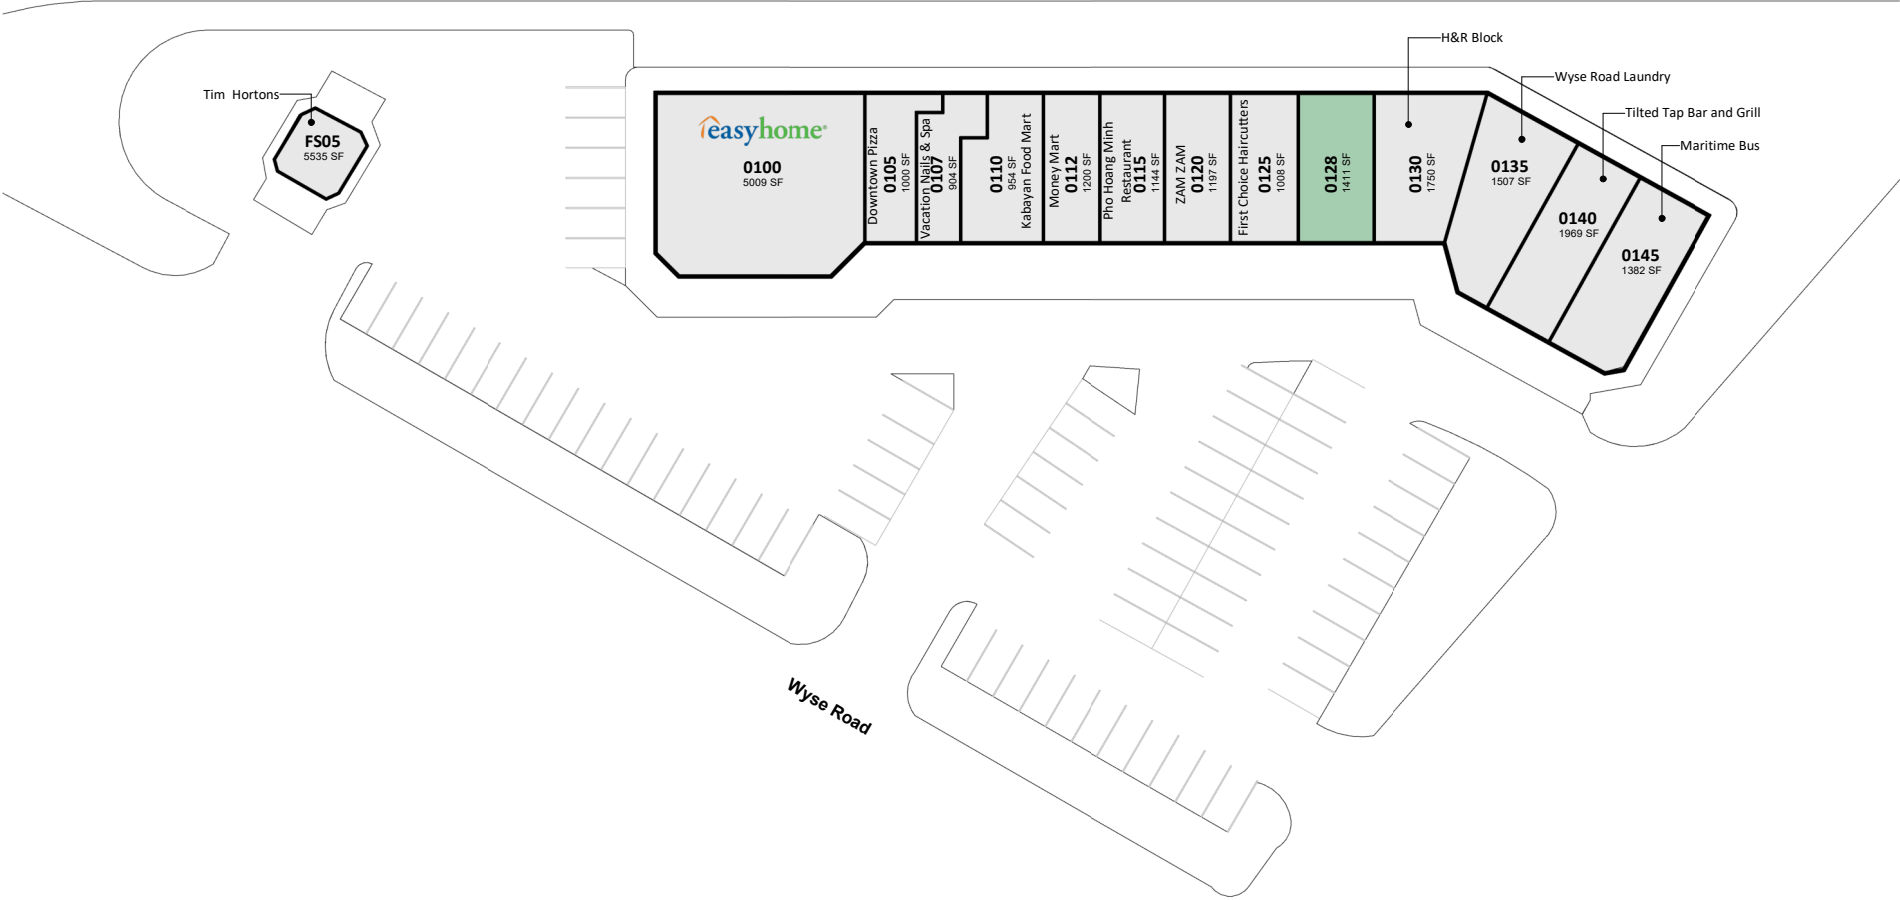 H&R Block
Wyse Road Laundry
Tim Hortons
Tilted Tap Bar and Grill
Maritime Bus
FS05
5535 SF
easyhome®
0100
5009 SF
Downtown Pizza
0105
1000 SF
Vacation Nails & Spa
0107
904 SF
0110
954 SF
Kabayan Food Mart
Money Mart
0112
1200 SF
Pho Hoang Minh
Restaurant
0115
1144 SF
ZAM ZAM
0120
1197 SF
First Choice Haircutters
0125
1008 SF
0128
1411 SF
0130
1750 SF
0135
1507 SF
0140
1969 SF
0145
1382 SF
Wyse Road